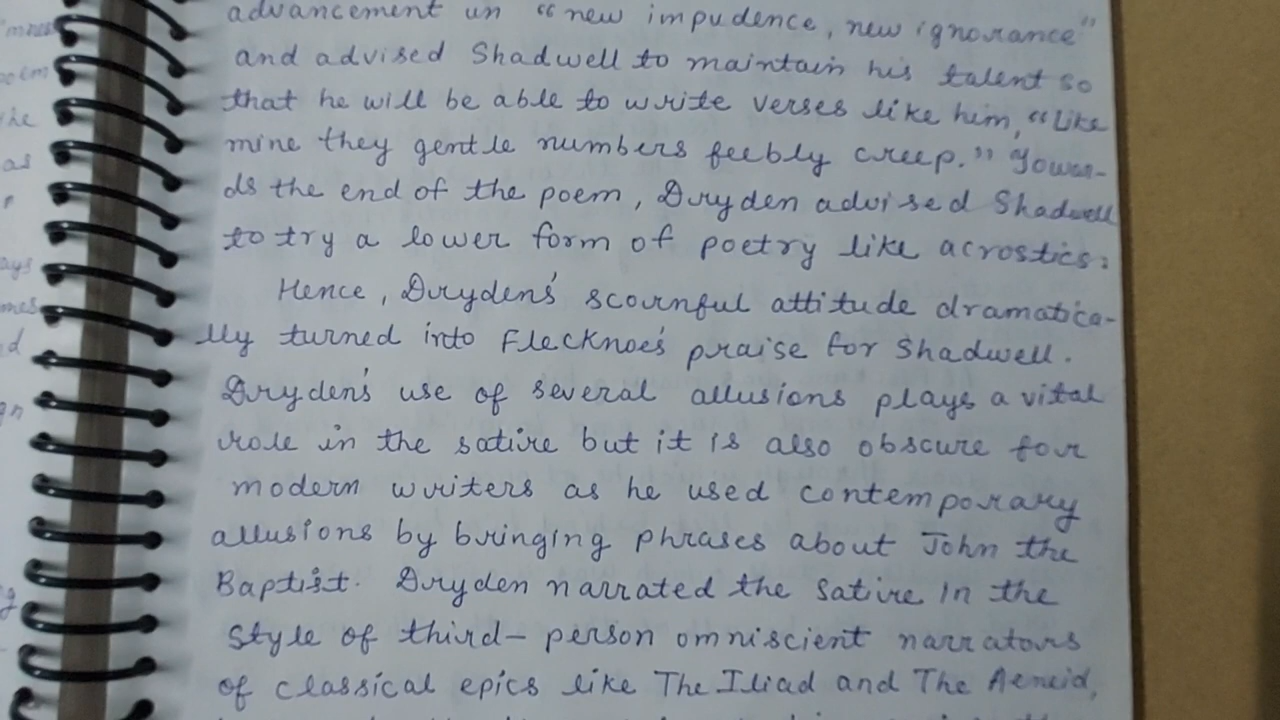 advancement in “new impudence, new ignorance”
and advised Shadwell to maintain his talent so
that he will be able to write verses like him, “Like
mine they gentle numbers feebly creep.” Towar-
ds the end of the poem, Dryden advised Shadwell
to try a lower form of poetry like acrostics.
Hence, Dryden's scornful attitude dramatica-
lly turned into Flecknoe's praise for Shadwell.
Dryden's use of several allusions plays a vital
role in the satire but it is also obscure for
modern writers as he used contemporary
allusions by bringing phrases about John the
Baptist. Dryden narrated the satire in the
style of third-person omniscient narrators
of classical epics like The Iliad and The Aeneid,